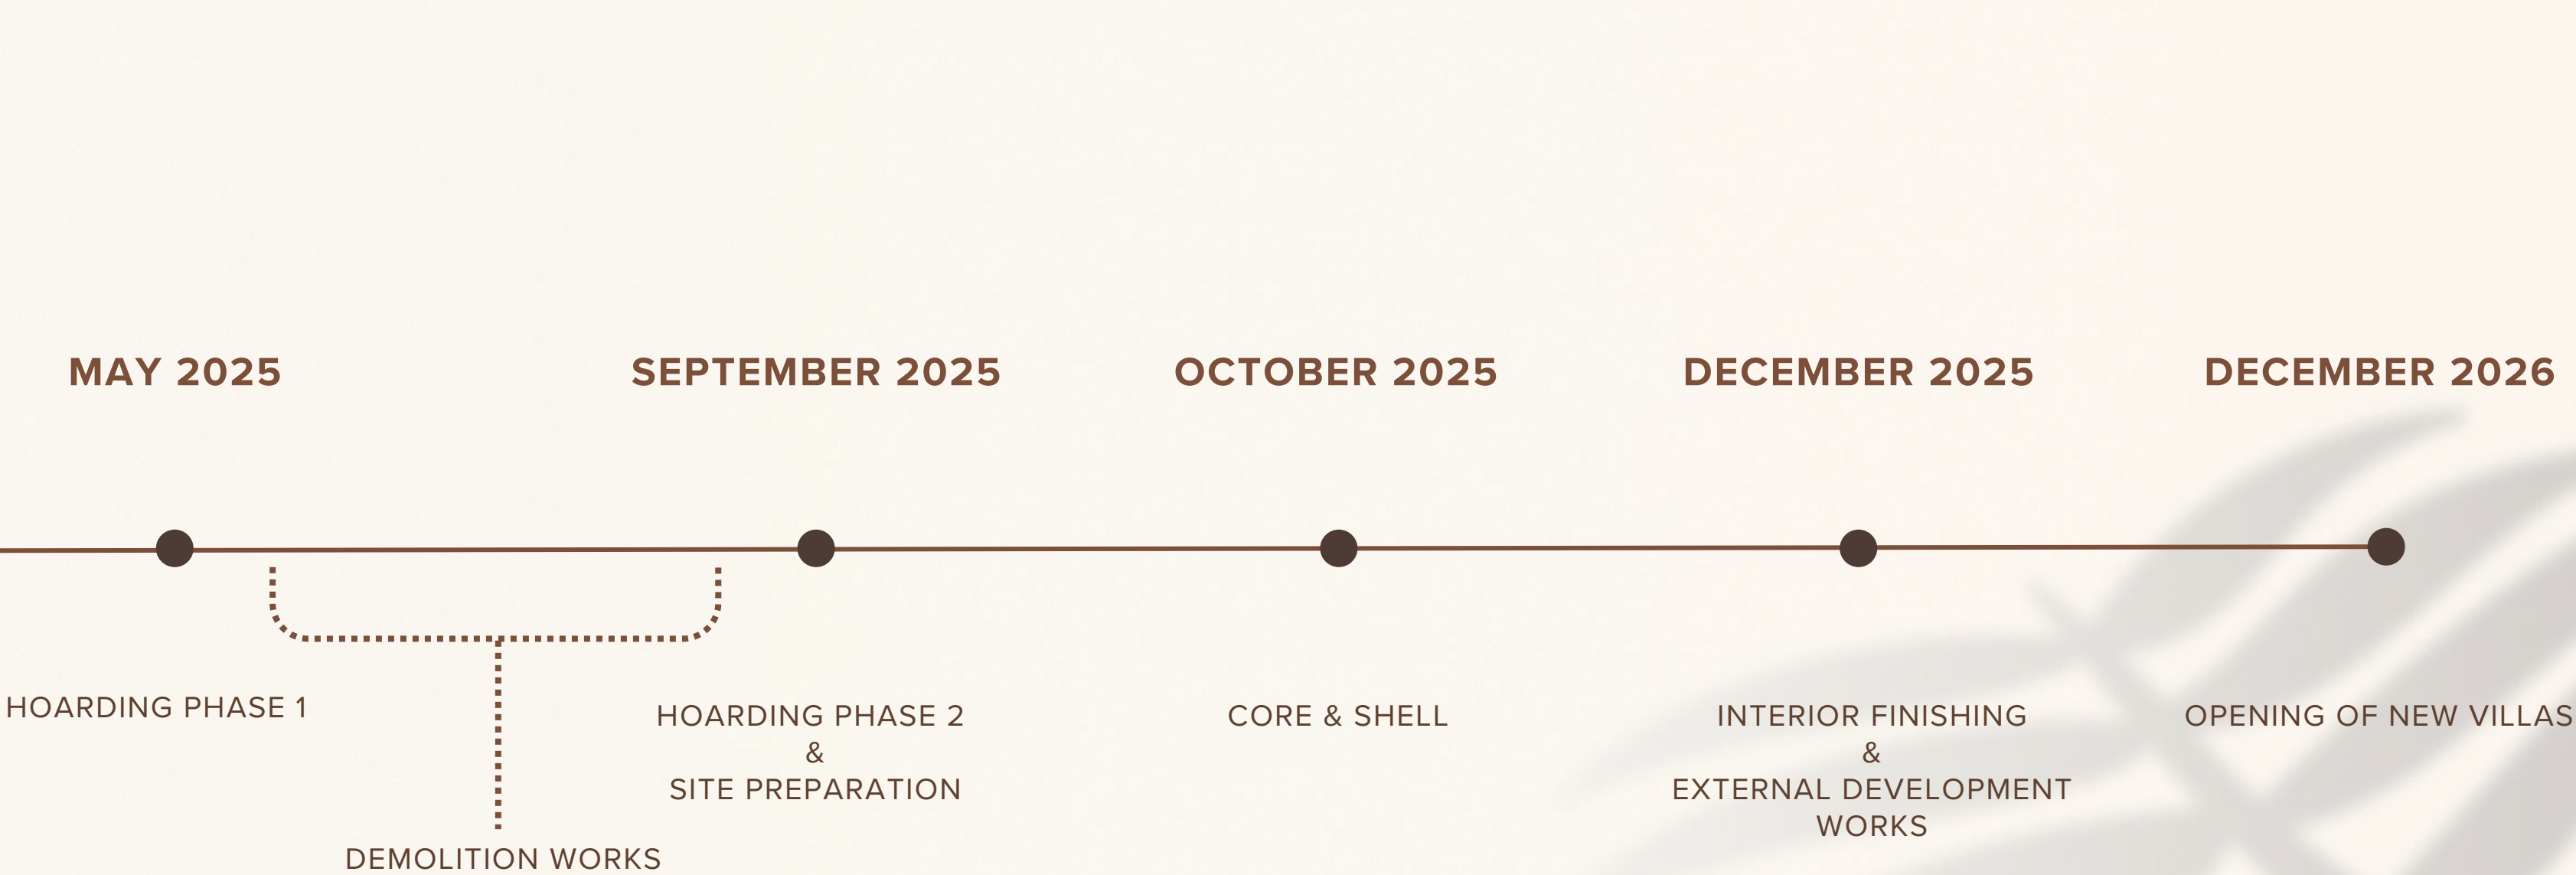 MAY 2025
SEPTEMBER 2025
OCTOBER 2025
DECEMBER 2025
DECEMBER 2026
HOARDING PHASE 1
DEMOLITION WORKS
HOARDING PHASE 2
&
SITE PREPARATION
CORE & SHELL
INTERIOR FINISHING
&
EXTERNAL DEVELOPMENT
WORKS
OPENING OF NEW VILLAS